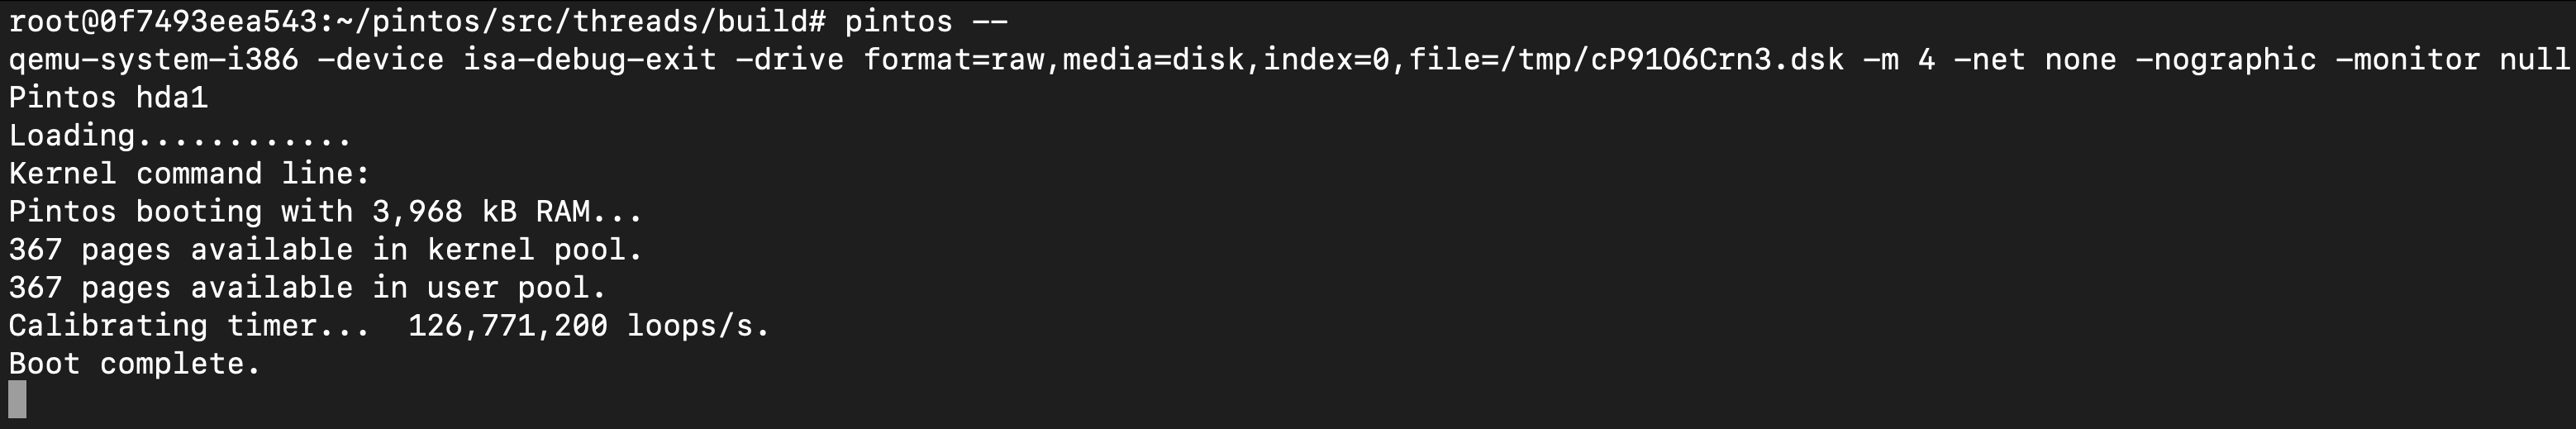 root@0f7493eea543:~/pintos/src/threads/build# pintos --
qemu-system-i386 -device isa-debug-exit -drive format=raw,media=disk,index=0,file=/tmp/cP91O6Crn3.dsk -m 4 -net none -nographic -monitor null
Pintos hda1
Loading............
Kernel command line:
Pintos booting with 3,968 kB RAM...
367 pages available in kernel pool.
367 pages available in user pool.
Calibrating timer...  126,771,200 loops/s.
Boot complete.